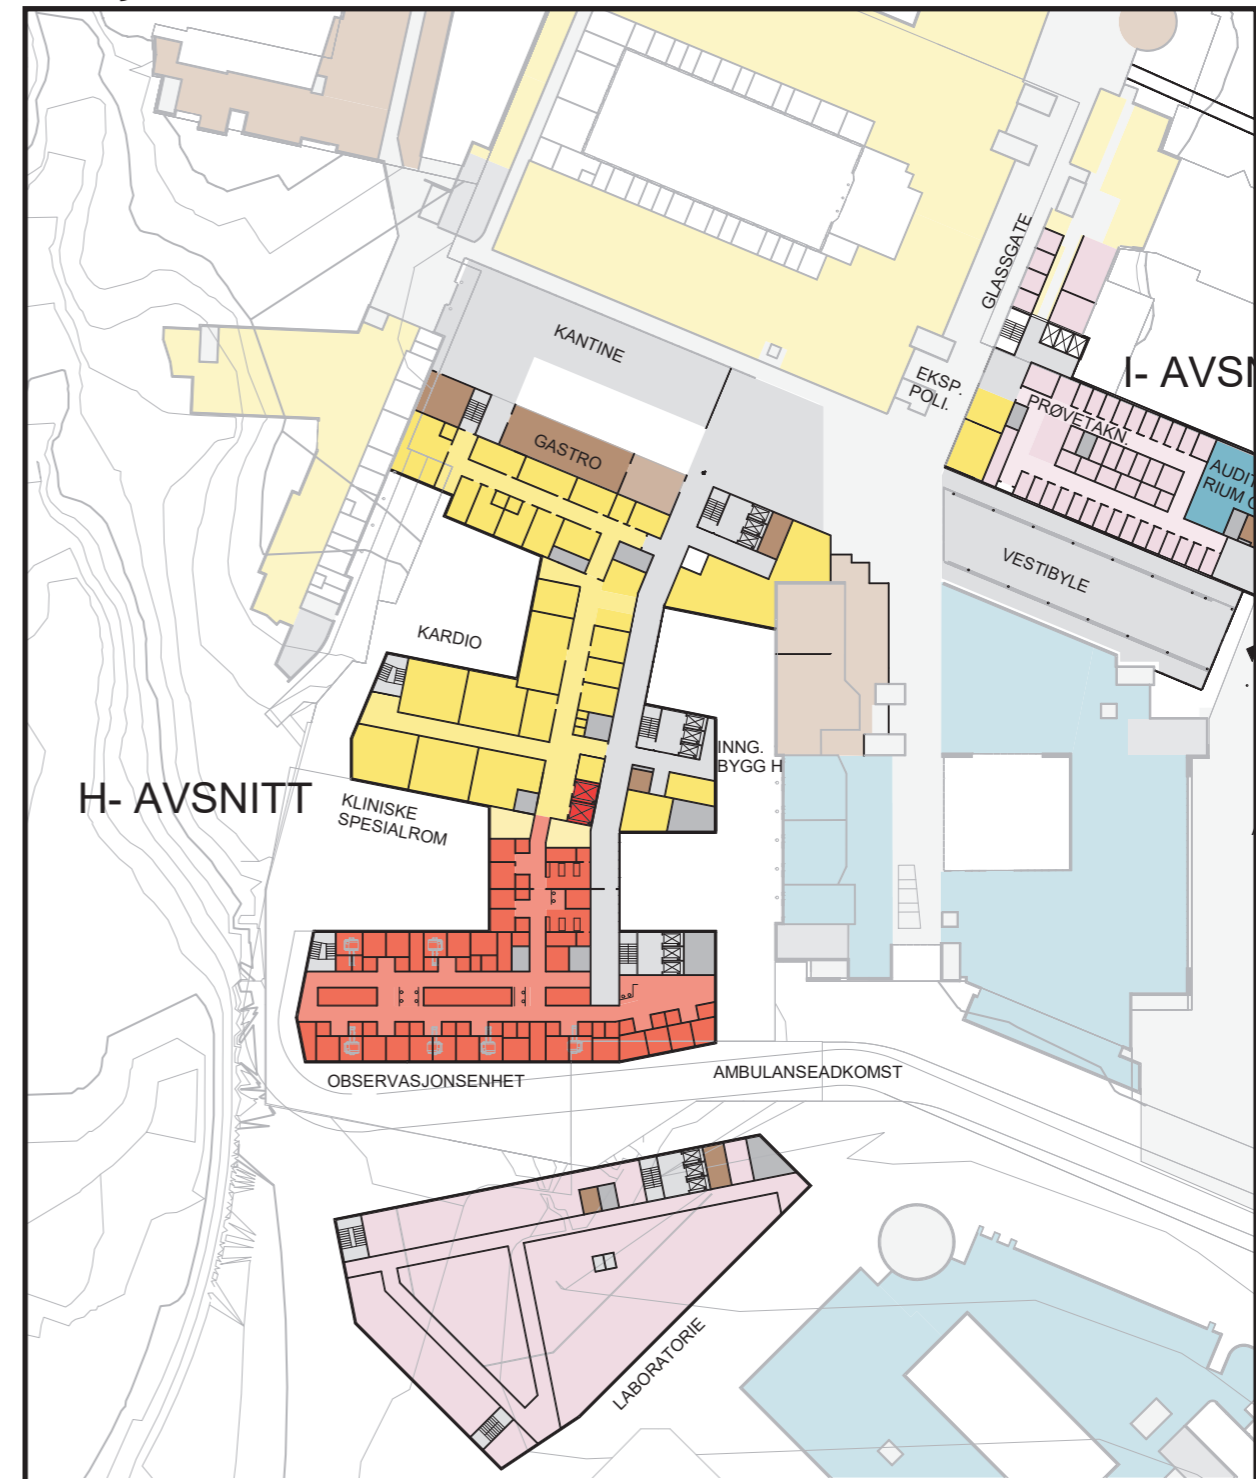 GLASSGATE
KANTINE
I- AVSN
EKSP.
POLI.
PRØVETAKN.
GASTRO
AUDIT
RIUM
VESTIBYLE
KARDIO
INNG.
BYGG H
H- AVSNITT
KLINISKE
SPESIALROM
OBSERVASJONSENHET
AMBULANSEADKOMST
LABORATORIE